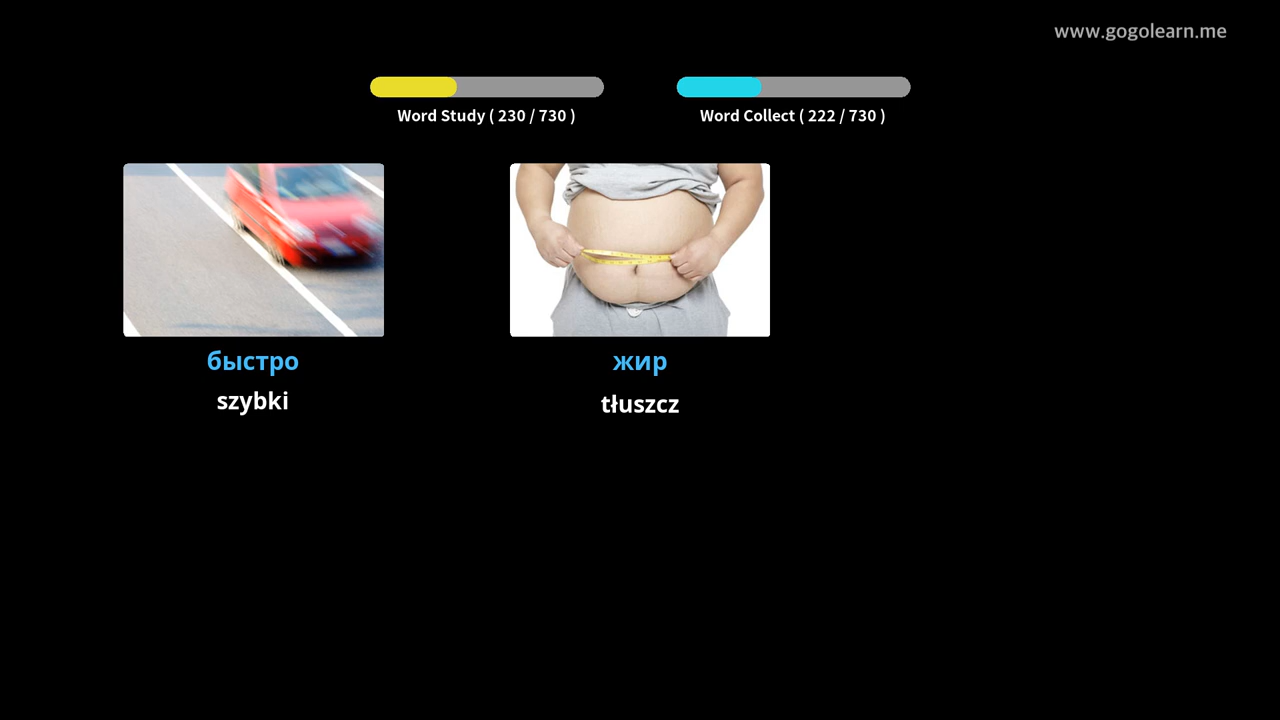 www.gogolearn.me
Word Study ( 230 / 730 )
Word Collect ( 222 / 730 )
быстро
szybki
жир
tłuszcz